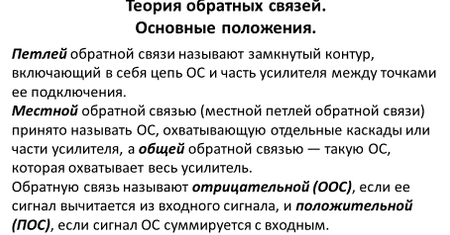 Теория обратных связей.
Основные положения.
Петлей обратной связи называют замкнутый контур,
включающий в себя цепь ОС и часть усилителя между точками
ее подключения.
Местной обратной связью (местной петлей обратной связи)
принято называть ОС, охватывающую отдельные каскады или
части усилителя, а общей обратной связью — такую ОС,
которая охватывает весь усилитель.
Обратную связь называют отрицательной (ООС), если ее
сигнал вычитается из входного сигнала, и положительной
(ПОС), если сигнал ОС суммируется с входным.